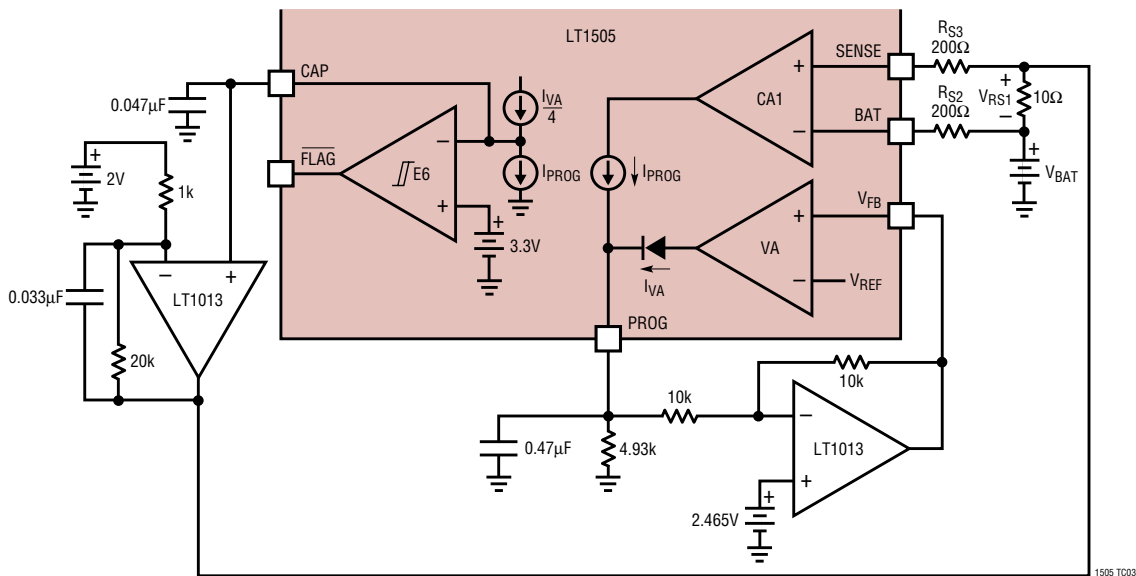 LT1505
CAP
0.047µF
I_VA
4
I_PROG
E6
FLAG
3.3V
2V
1k
–
+
LT1013
0.033µF
20k
CA1
+
–
SENSE
BAT
R_S3
200Ω
R_S2
200Ω
+
V_RS1
–
10Ω
+
V_BAT
I_PROG
V_FB
VA
+
–
V_REF
I_VA
PROG
10k
10k
0.47µF
4.93k
–
LT1013
+
+
2.465V
1505 TC03